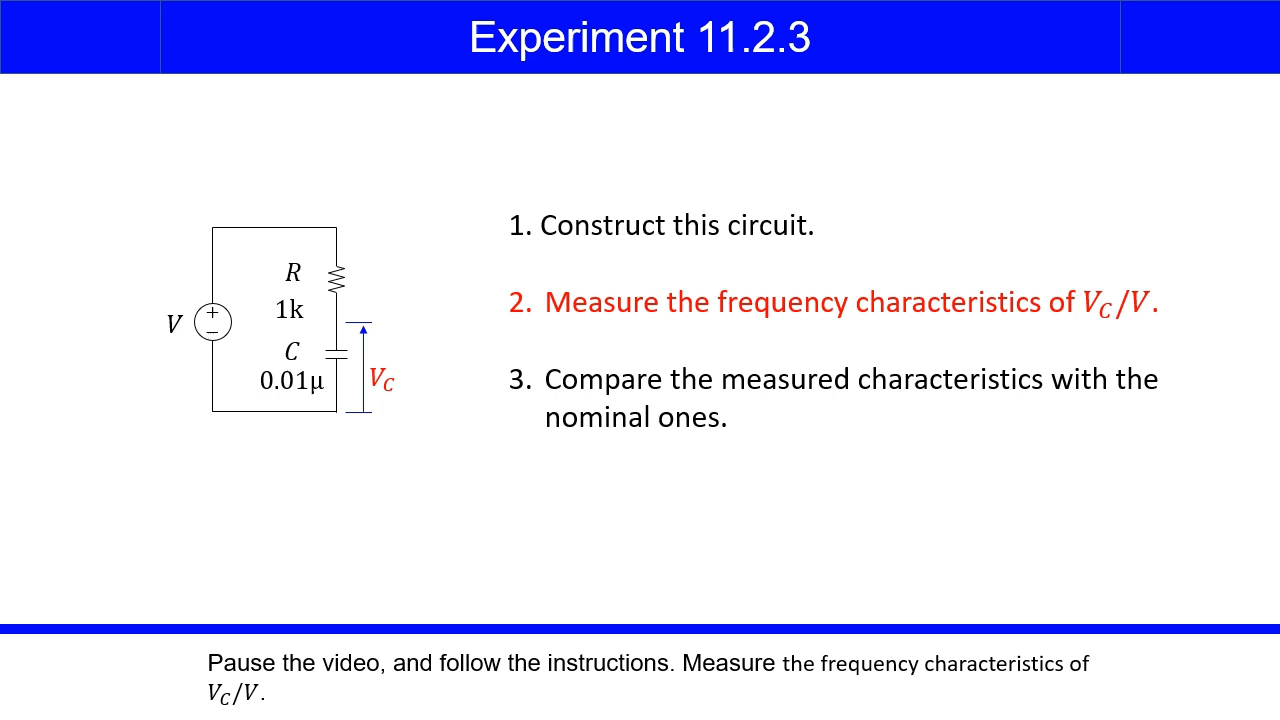 Experiment 11.2.3
R
1k
V
+
−
C
0.01μ
V_C
1. Construct this circuit.
2. Measure the frequency characteristics of V_C/V.
3. Compare the measured characteristics with the
nominal ones.
Pause the video, and follow the instructions. Measure the frequency characteristics of
V_C/V.